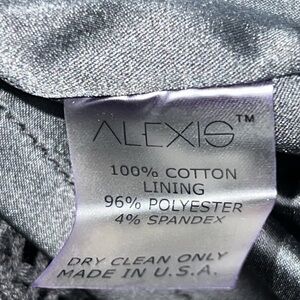 ALEXIS™
100% COTTON
LINING
96% POLYESTER
4% SPANDEX
DRY CLEAN ONLY
MADE IN U.S.A.